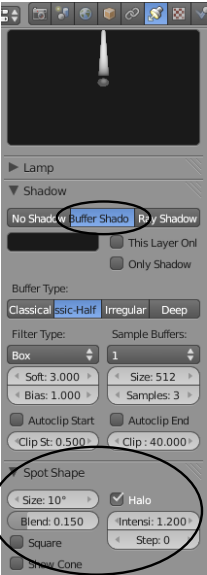 Lamp
Shadow
No Shadow Buffer Shado Ray Shadow
This Layer Onl
Only Shadow
Buffer Type:
Classical ssic-Half Irregular Deep
Filter Type: Sample Buffers:
Box 1
Soft: 3.000 Size: 512
Bias: 1.000 Samples: 3
Autoclip Start Autoclip End
Clip St: 0.500 Clip : 40.000
Spot Shape
Size: 10° Halo
Blend: 0.150 Intensi: 1.200
Square Step: 0
Show Cone